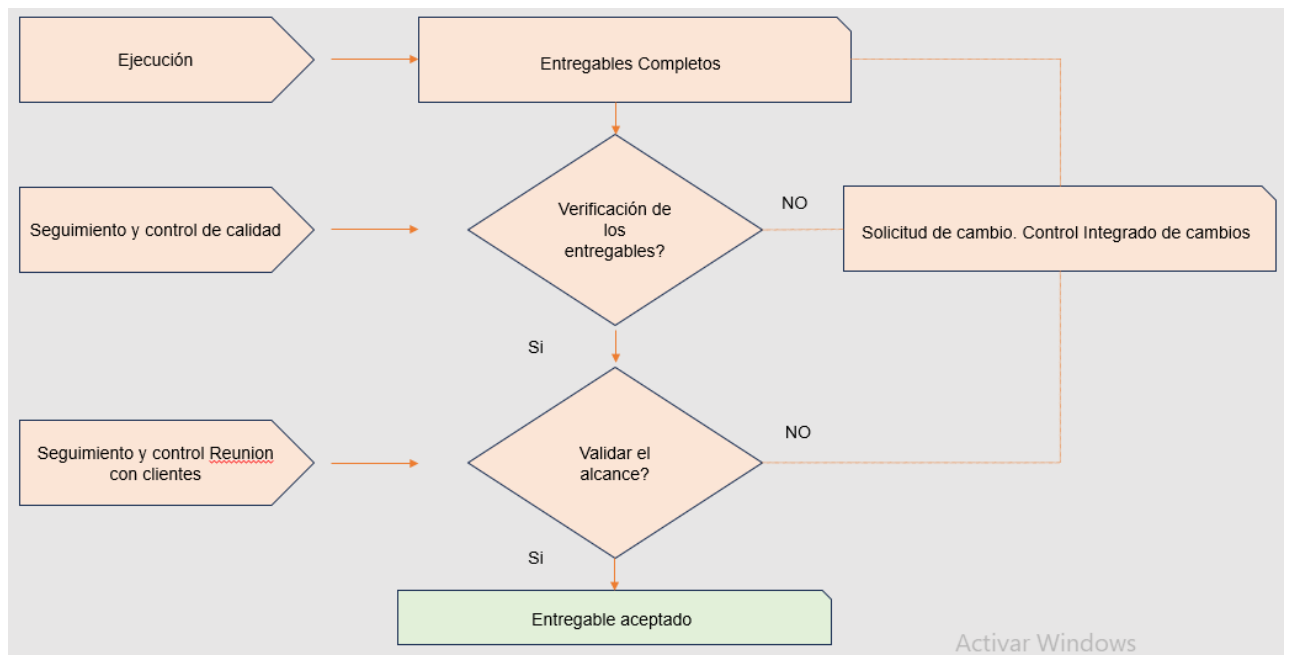 Ejecución
Entregables Completos
Seguimiento y control de calidad
Verificación de
los
entregables?
NO
Solicitud de cambio. Control Integrado de cambios
Si
Seguimiento y control Reunion
con clientes
Validar el
alcance?
NO
Si
Entregable aceptado
Activar Windows